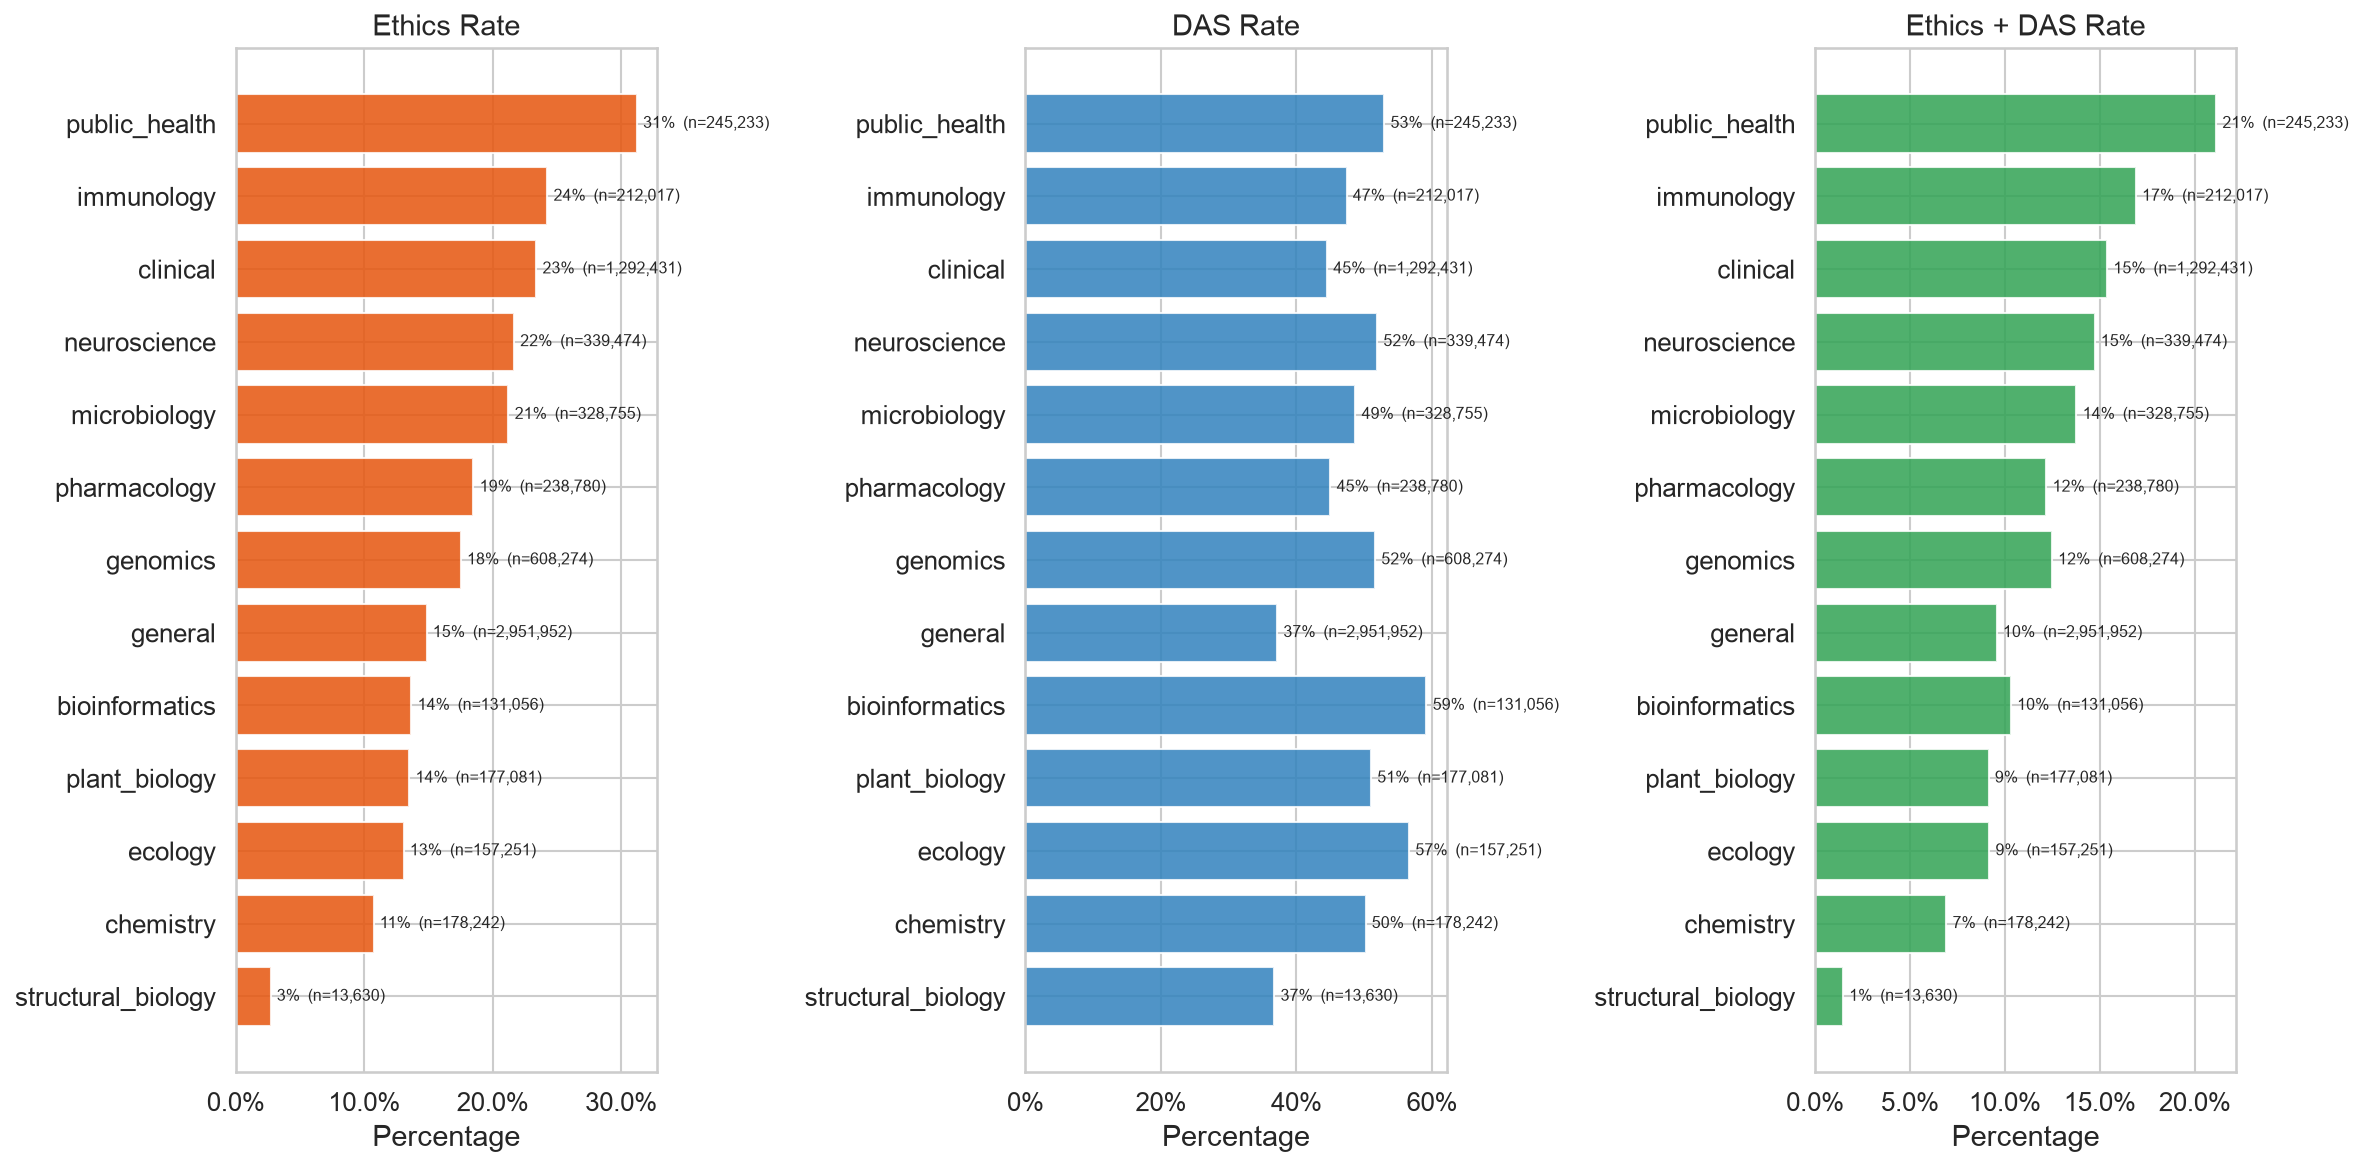 Ethics Rate
public_health
31% (n=245,233)
immunology
24% (n=212,017)
clinical
23% (n=1,292,431)
neuroscience
22% (n=339,474)
microbiology
21% (n=328,755)
pharmacology
19% (n=238,780)
genomics
18% (n=608,274)
general
15% (n=2,951,952)
bioinformatics
14% (n=131,056)
plant_biology
14% (n=177,081)
ecology
13% (n=157,251)
chemistry
11% (n=178,242)
structural_biology
3% (n=13,630)
0.0% 10.0% 20.0% 30.0%
Percentage
DAS Rate
public_health
53% (n=245,233)
immunology
47% (n=212,017)
clinical
45% (n=1,292,431)
neuroscience
52% (n=339,474)
microbiology
49% (n=328,755)
pharmacology
45% (n=238,780)
genomics
52% (n=608,274)
general
37% (n=2,951,952)
bioinformatics
59% (n=131,056)
plant_biology
51% (n=177,081)
ecology
57% (n=157,251)
chemistry
50% (n=178,242)
structural_biology
37% (n=13,630)
0% 20% 40% 60%
Percentage
Ethics + DAS Rate
public_health
21% (n=245,233)
immunology
17% (n=212,017)
clinical
15% (n=1,292,431)
neuroscience
15% (n=339,474)
microbiology
14% (n=328,755)
pharmacology
12% (n=238,780)
genomics
12% (n=608,274)
general
10% (n=2,951,952)
bioinformatics
10% (n=131,056)
plant_biology
9% (n=177,081)
ecology
9% (n=157,251)
chemistry
7% (n=178,242)
structural_biology
1% (n=13,630)
0.0% 5.0% 10.0% 15.0% 20.0%
Percentage